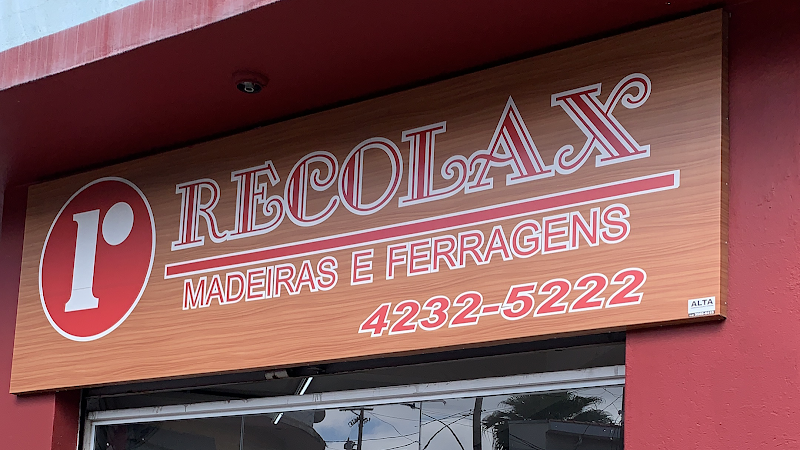 r
RECOLAX
MADEIRAS E FERRAGENS
4232-5222
ALTA